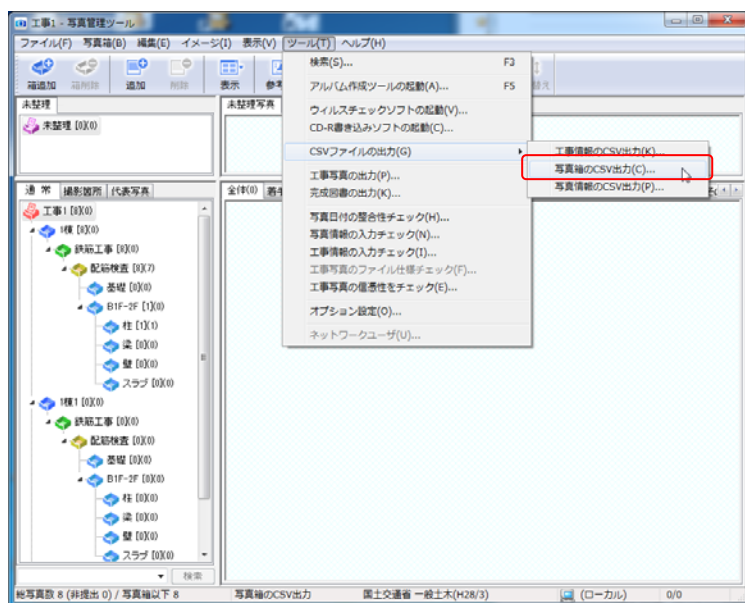 工事1 - 写真管理ツール
ファイル(F) 写真箱(B) 編集(E) イメージ(I) 表示(V) ツール(T) ヘルプ(H)
箱追加 箱削除 追加 削除 表示
検索(S)... F3
アルバム作成ツールの起動(A)... F5
ウィルスチェックソフトの起動(V)...
CD-R書き込みソフトの起動(C)...
CSVファイルの出力(G)
工事写真の出力(P)...
完成図書の出力(K)...
写真日付の整合性チェック(H)...
写真情報の入力チェック(N)...
工事情報の入力チェック(I)...
工事写真のファイル仕様チェック(F)...
工事写真の信憑性をチェック(E)...
オプション設定(O)...
ネットワークユーザ(U)...
工事情報のCSV出力(K)...
写真箱のCSV出力(C)...
写真情報のCSV出力(P)...
未整理
未整理 [0](0)
未整理写真
通 常 撮影箇所 代表写真
全体(0)
工事1 [0](0)
1棟 [0](0)
鉄筋工事 [0](0)
配筋検査 [0](7)
基礎 [0](0)
B1F-2F [1](0)
柱 [1](1)
梁 [0](0)
壁 [0](0)
スラブ [0](0)
1棟1 [0](0)
鉄筋工事 [0](0)
配筋検査 [0](0)
基礎 [0](0)
B1F-2F [0](0)
柱 [0](0)
梁 [0](0)
壁 [0](0)
スラブ [0](0)
検索
総写真数 8 (非提出 0) / 写真箱以下 8 写真箱のCSV出力 国土交通省 一般土木(H28/3) (ローカル) 0/0